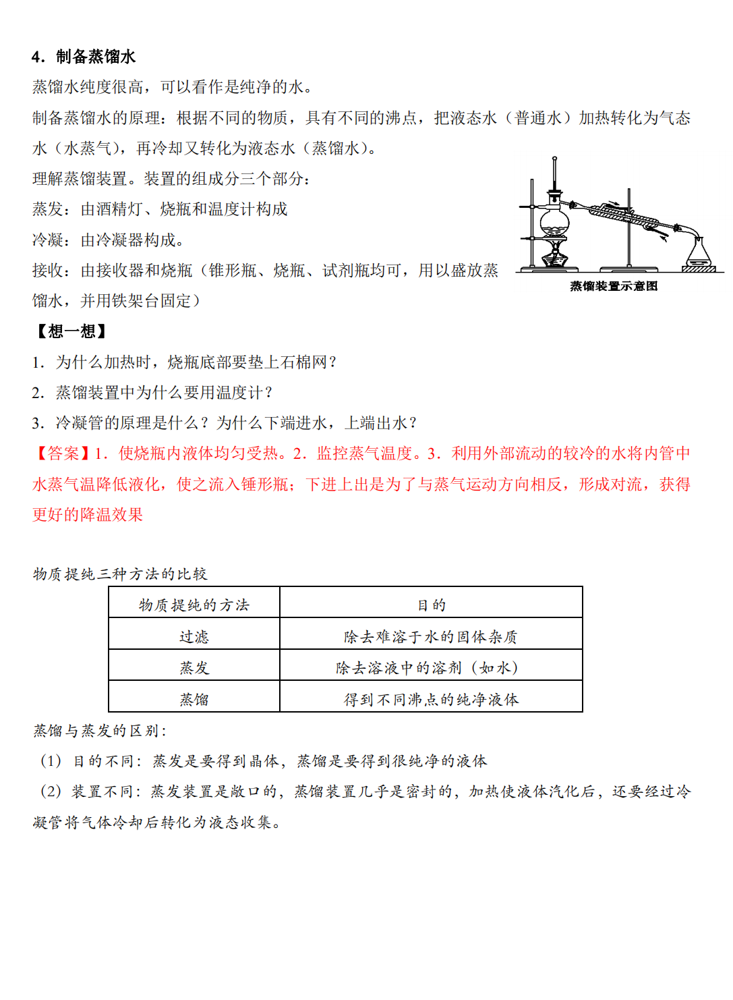 4．制备蒸馏水
蒸馏水纯度很高，可以看作是纯净的水。
制备蒸馏水的原理：根据不同的物质，具有不同的沸点，把液态水（普通水）加热转化为气态
水（水蒸气），再冷却又转化为液态水（蒸馏水）。
理解蒸馏装置。装置的组成分三个部分：
蒸发：由酒精灯、烧瓶和温度计构成
冷凝：由冷凝器构成。
接收：由接收器和烧瓶（锥形瓶、烧瓶、试剂瓶均可，用以盛放蒸
馏水，并用铁架台固定）
蒸馏装置示意图
【想一想】
1．为什么加热时，烧瓶底部要垫上石棉网？
2．蒸馏装置中为什么要用温度计？
3．冷凝管的原理是什么？为什么下端进水，上端出水？
【答案】1．使烧瓶内液体均匀受热。2．监控蒸气温度。3．利用外部流动的较冷的水将内管中
水蒸气温降低液化，使之流入锤形瓶；下进上出是为了与蒸气运动方向相反，形成对流，获得
更好的降温效果
物质提纯三种方法的比较
物质提纯的方法 目的
过滤 除去难溶于水的固体杂质
蒸发 除去溶液中的溶剂（如水）
蒸馏 得到不同沸点的纯净液体
蒸馏与蒸发的区别：
（1）目的不同：蒸发是要得到晶体，蒸馏是要得到很纯净的液体
（2）装置不同：蒸发装置是敞口的，蒸馏装置几乎是密封的，加热使液体汽化后，还要经过冷
凝管将气体冷却后转化为液态收集。